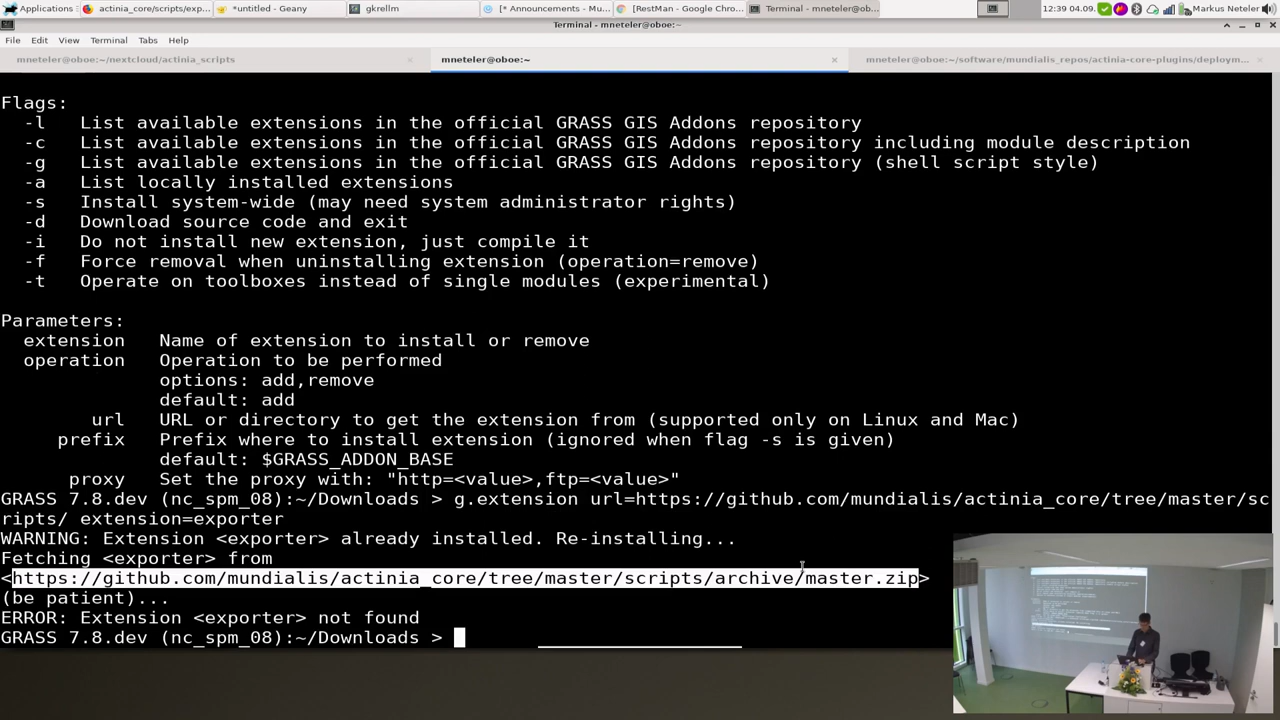 Applications
actinia_core/scripts/exp...
*untitled - Geany
gkrellm
[* Announcements - Mu...
[RestMan] - Google Chro...
Terminal - mneteler@ob...
12:39 04.09.
Markus Neteler
Terminal - mneteler@oboe:~
File Edit View Terminal Tabs Help
mneteler@oboe:~/nextcloud/actinia_scripts
mneteler@oboe:~
mneteler@oboe:~/software/mundialis_repos/actinia-core-plugins/deploym...
Flags:
-l List available extensions in the official GRASS GIS Addons repository
-c List available extensions in the official GRASS GIS Addons repository including module description
-g List available extensions in the official GRASS GIS Addons repository (shell script style)
-a List locally installed extensions
-s Install system-wide (may need system administrator rights)
-d Download source code and exit
-i Do not install new extension, just compile it
-f Force removal when uninstalling extension (operation=remove)
-t Operate on toolboxes instead of single modules (experimental)
Parameters:
extension Name of extension to install or remove
operation Operation to be performed
options: add,remove
default: add
url URL or directory to get the extension from (supported only on Linux and Mac)
prefix Prefix where to install extension (ignored when flag -s is given)
default: $GRASS_ADDON_BASE
proxy Set the proxy with: "http=<value>,ftp=<value>"
GRASS 7.8.dev (nc_spm_08):~/Downloads > g.extension url=https://github.com/mundialis/actinia_core/tree/master/sc
ripts/ extension=exporter
WARNING: Extension <exporter> already installed. Re-installing...
Fetching <exporter> from
<https://github.com/mundialis/actinia_core/tree/master/scripts/archive/master.zip>
(be patient)...
ERROR: Extension <exporter> not found
GRASS 7.8.dev (nc_spm_08):~/Downloads >